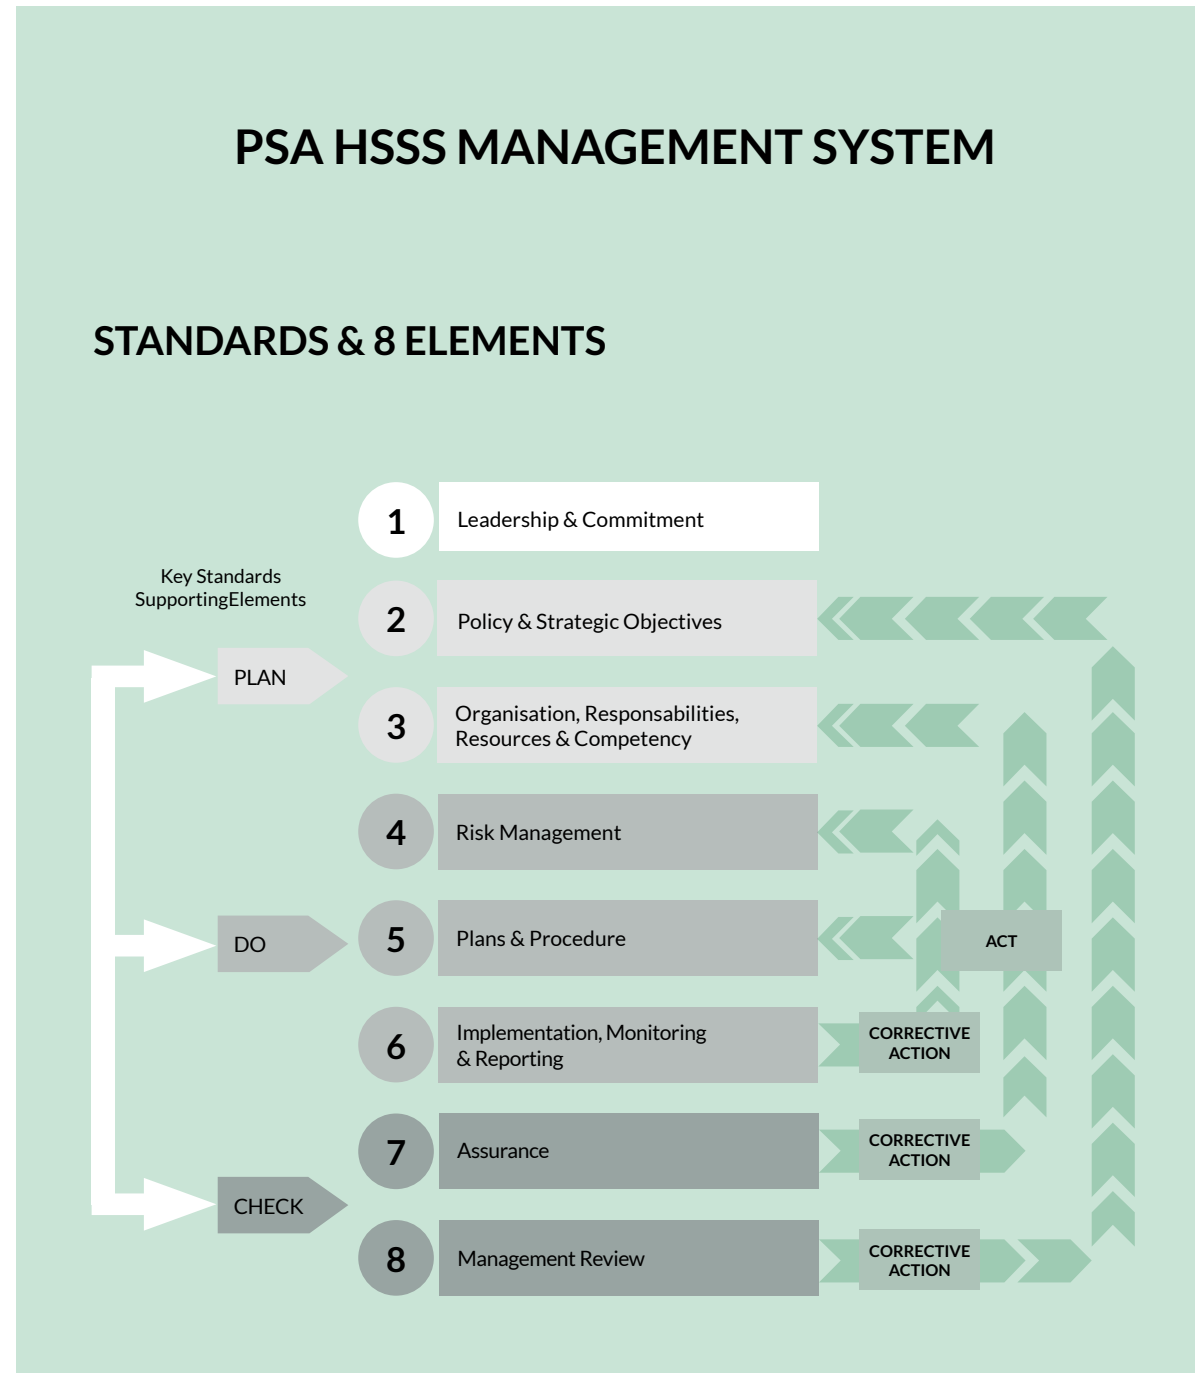 PSA HSSS MANAGEMENT SYSTEM
STANDARDS & 8 ELEMENTS
1
Leadership & Commitment
Key Standards
SupportingElements
2
Policy & Strategic Objectives
PLAN
3
Organisation, Responsabilities,
Resources & Competency
4
Risk Management
DO
5
Plans & Procedure
ACT
6
Implementation, Monitoring
& Reporting
CORRECTIVE
ACTION
7
Assurance
CORRECTIVE
ACTION
CHECK
8
Management Review
CORRECTIVE
ACTION